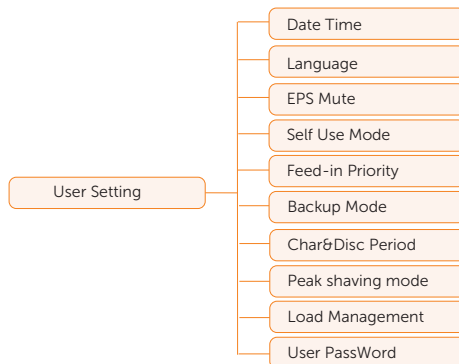 Date Time
Language
EPS Mute
Self Use Mode
Feed-in Priority
User Setting
Backup Mode
Char&Disc Period
Peak shaving mode
Load Management
User PassWord